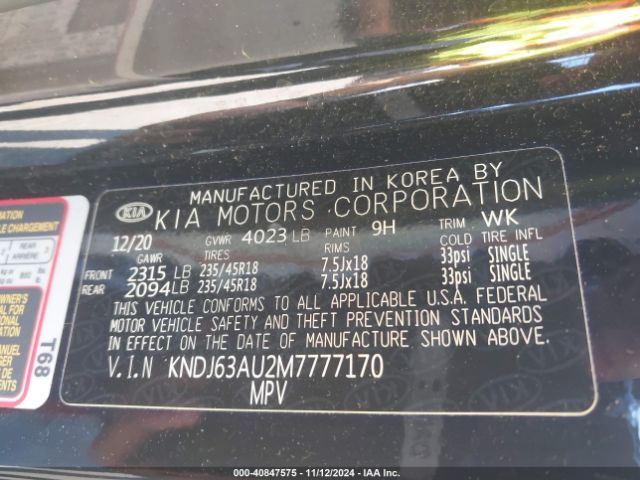 MANUFACTURED IN KOREA BY
KIA KIA MOTORS CORPORATION
12/20 GVWR 4023 LB PAINT 9H TRIM WK
GAWR TIRES RIMS COLD TIRE INFL
FRONT 2315 LB 235/45R18 7.5Jx18 33psi SINGLE
REAR 2094 LB 235/45R18 7.5Jx18 33psi SINGLE
THIS VEHICLE CONFORMS TO ALL APPLICABLE U.S.A. FEDERAL
MOTOR VEHICLE SAFETY AND THEFT PREVENTION STANDARDS
IN EFFECT ON THE DATE OF MANUFACTURE SHOWN ABOVE.
V.I.N KNDJ63AU2M7777170
MPV
REAR
ARRIÈRE
T68
000-40847575 - 11/12/2024 - IAA Inc.